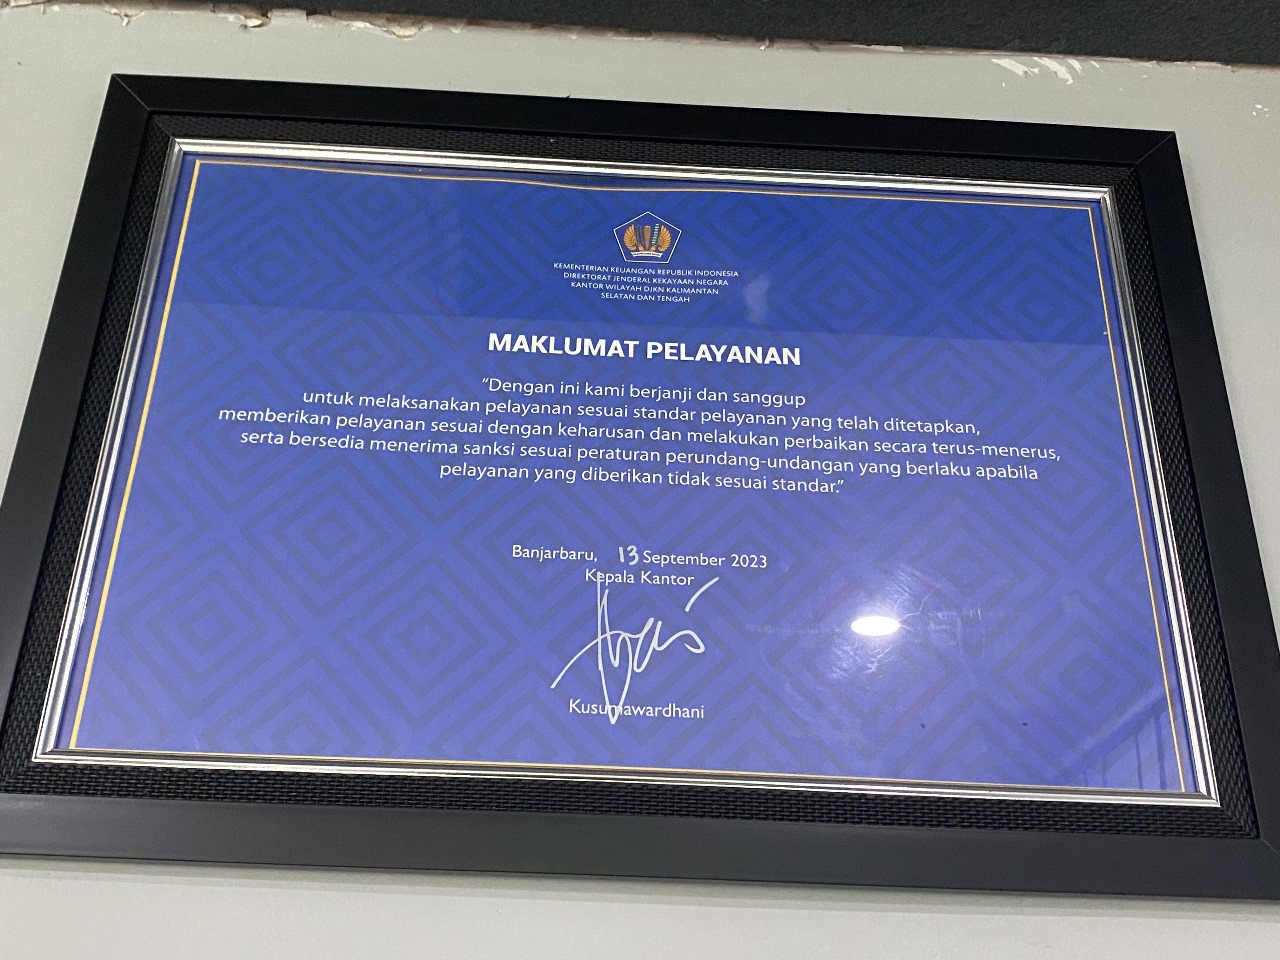 KEMENTERIAN KEUANGAN REPUBLIK INDONESIA
DIREKTORAT JENDERAL KEKAYAAN NEGARA
KANTOR WILAYAH DJKN KALIMANTAN
SELATAN DAN TENGAH
MAKLUMAT PELAYANAN
“Dengan ini kami berjanji dan sanggup
untuk melaksanakan pelayanan sesuai standar pelayanan yang telah ditetapkan,
memberikan pelayanan sesuai dengan keharusan dan melakukan perbaikan secara terus-menerus,
serta bersedia menerima sanksi sesuai peraturan perundang-undangan yang berlaku apabila
pelayanan yang diberikan tidak sesuai standar.”
Banjarbaru, 13 September 2023
Kepala Kantor
Kusumawardhani